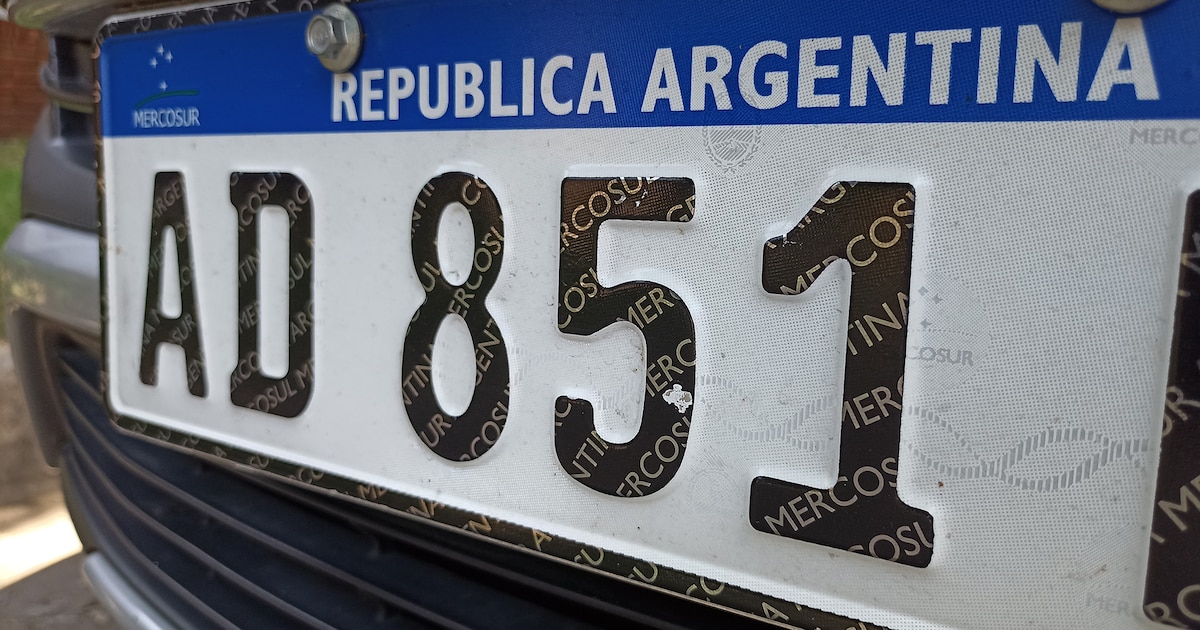 REPUBLICA ARGENTINA
MERCOSUR
AD 851